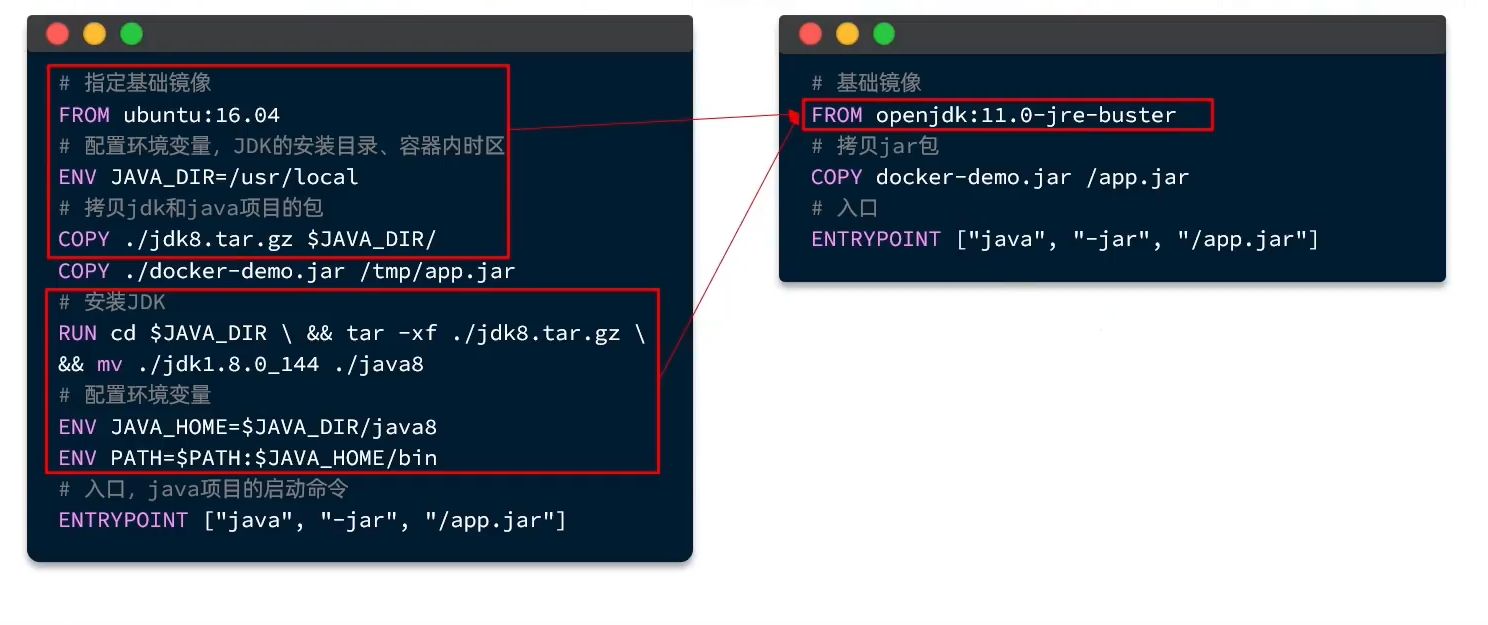 # 指定基础镜像
FROM ubuntu:16.04
# 配置环境变量，JDK的安装目录、容器内时区
ENV JAVA_DIR=/usr/local
# 拷贝jdk和java项目的包
COPY ./jdk8.tar.gz $JAVA_DIR/
COPY ./docker-demo.jar /tmp/app.jar
# 安装JDK
RUN cd $JAVA_DIR \ && tar -xf ./jdk8.tar.gz \
&& mv ./jdk1.8.0_144 ./java8
# 配置环境变量
ENV JAVA_HOME=$JAVA_DIR/java8
ENV PATH=$PATH:$JAVA_HOME/bin
# 入口，java项目的启动命令
ENTRYPOINT ["java", "-jar", "/app.jar"]
# 基础镜像
FROM openjdk:11.0-jre-buster
# 拷贝jar包
COPY docker-demo.jar /app.jar
# 入口
ENTRYPOINT ["java", "-jar", "/app.jar"]